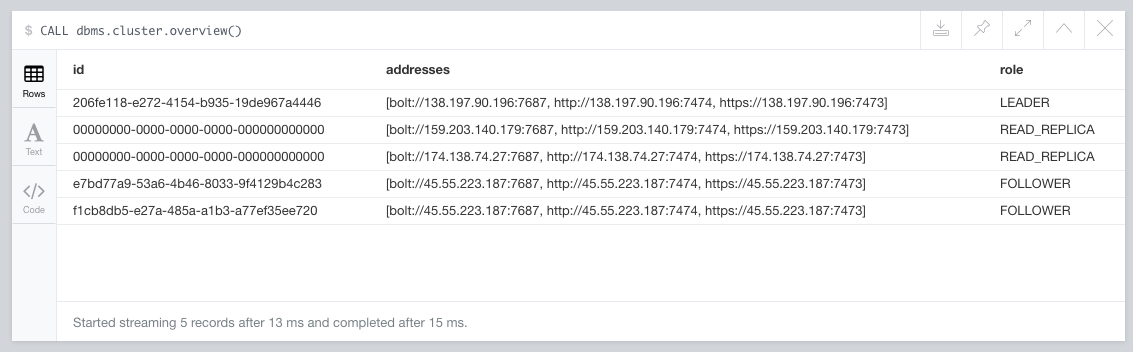 $ CALL dbms.cluster.overview()
Rows
Text
Code
id addresses role
206fe118-e272-4154-b935-19de967a4446 [bolt://138.197.90.196:7687, http://138.197.90.196:7474, https://138.197.90.196:7473] LEADER
00000000-0000-0000-0000-000000000000 [bolt://159.203.140.179:7687, http://159.203.140.179:7474, https://159.203.140.179:7473] READ_REPLICA
00000000-0000-0000-0000-000000000000 [bolt://174.138.74.27:7687, http://174.138.74.27:7474, https://174.138.74.27:7473] READ_REPLICA
e7bd77a9-53a6-4b46-8033-9f4129b4c283 [bolt://45.55.223.187:7687, http://45.55.223.187:7474, https://45.55.223.187:7473] FOLLOWER
f1cb8db5-e27a-485a-a1b3-a77ef35ee720 [bolt://45.55.223.187:7687, http://45.55.223.187:7474, https://45.55.223.187:7473] FOLLOWER
Started streaming 5 records after 13 ms and completed after 15 ms.